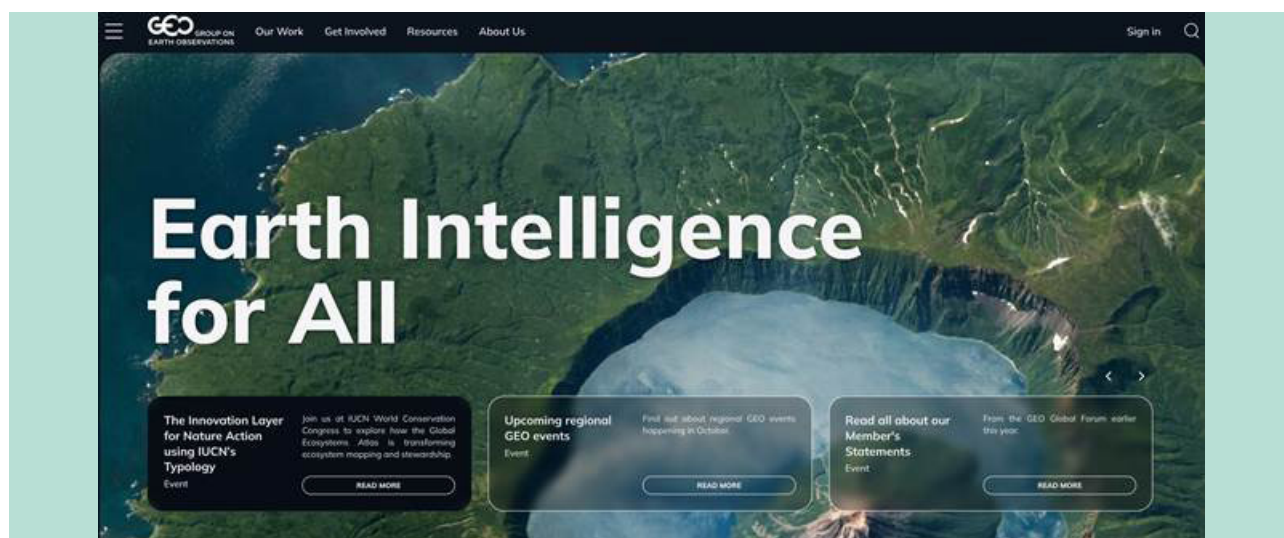 GEO GROUP ON
EARTH OBSERVATIONS
Our Work
Get Involved
Resources
About Us
Sign in
Earth Intelligence
for All
The Innovation Layer
for Nature Action
using IUCN's
Typology
Event
Join us at IUCN World Conservation
Congress to explore how the Global
Ecosystems Atlas is transforming
ecosystem mapping and stewardship.
READ MORE
Upcoming regional
GEO events
Event
Find out about regional GEO events
happening in October.
READ MORE
Read all about our
Member's
Statements
Event
From the GEO Global Forum earlier
this year.
READ MORE